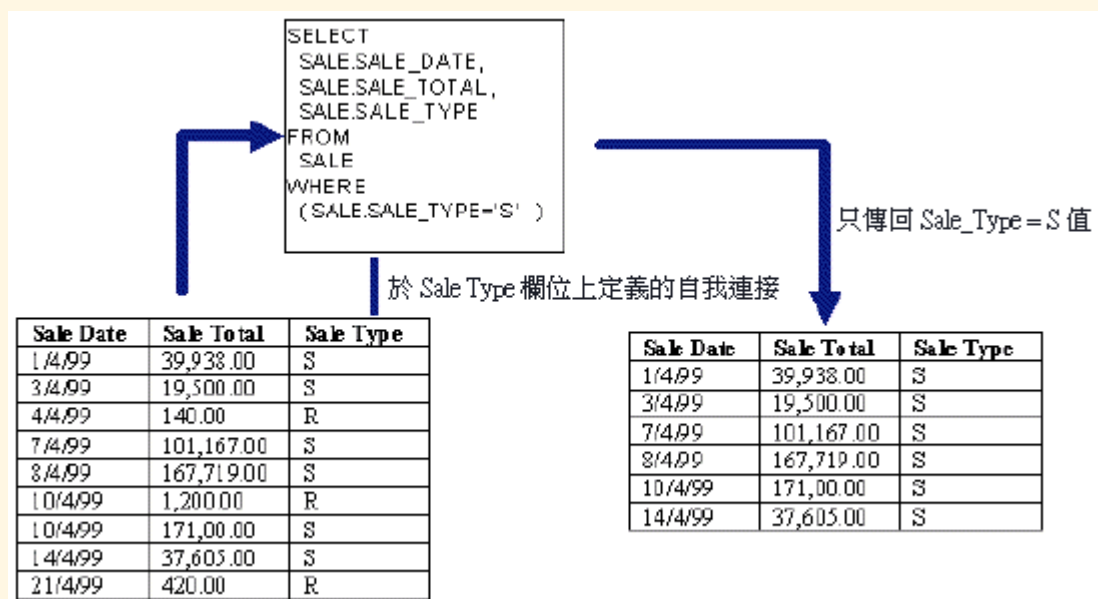 SELECT
SALE.SALE_DATE,
SALE.SALE_TOTAL,
SALE.SALE_TYPE
FROM
SALE
WHERE
(SALE.SALE_TYPE='S' )
只傳回 Sale_Type = S 值
於 Sale Type 欄位上定義的自我連接
Sale Date Sale Total Sale Type
1/4/99 39,938.00 S
3/4/99 19,500.00 S
4/4/99 140.00 R
7/4/99 101,167.00 S
8/4/99 167,719.00 S
10/4/99 1,200.00 R
10/4/99 171,00.00 S
14/4/99 37,605.00 S
21/4/99 420.00 R
Sale Date Sale Total Sale Type
1/4/99 39,938.00 S
3/4/99 19,500.00 S
7/4/99 101,167.00 S
8/4/99 167,719.00 S
10/4/99 171,00.00 S
14/4/99 37,605.00 S